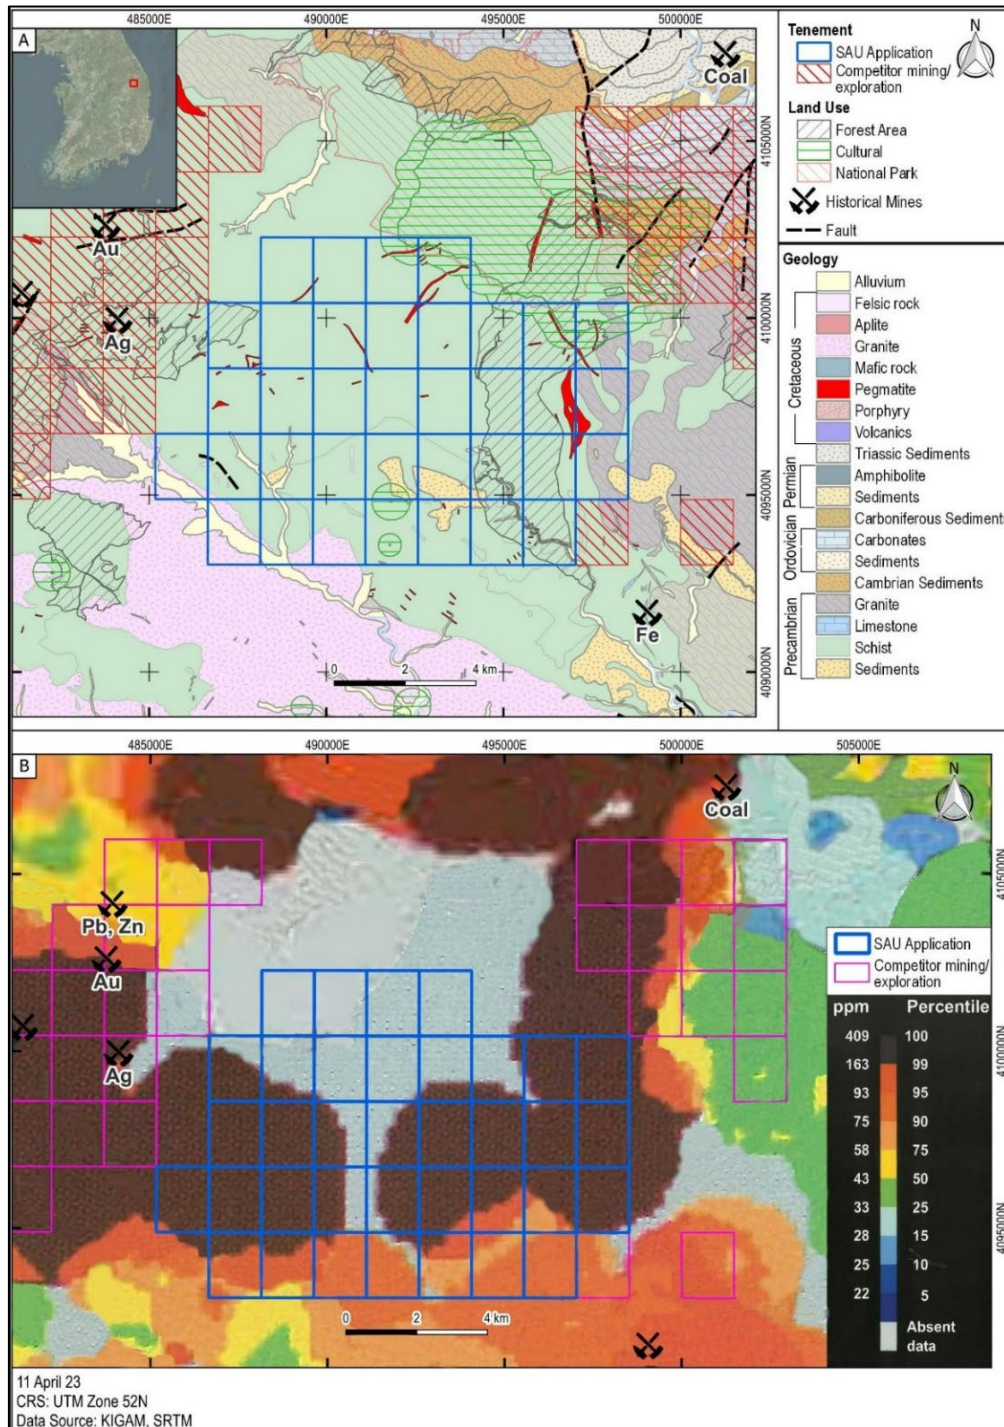 485000E 490000E 495000E 500000E
A
N
Coal
Au
Ag
Fe
4105000N
4100000N
4095000N
4090000N
0 2 4 km
Tenement
SAU Application
Competitor mining/
exploration
Land Use
Forest Area
Cultural
National Park
Historical Mines
Fault
Geology
Alluvium
Felsic rock
Aplite
Granite
Mafic rock
Pegmatite
Porphyry
Volcanics
Triassic Sediments
Amphibolite
Sediments
Carboniferous Sediments
Carbonates
Sediments
Cambrian Sediments
Granite
Limestone
Schist
Sediments
Cretaceous
Permian
Ordovician
Precambrian
485000E 490000E 495000E 500000E 505000E
B
N
Coal
Pb, Zn
Au
Ag
4105000N
4100000N
4095000N
0 2 4 km
SAU Application
Competitor mining/
exploration
ppm Percentile
409 100
163 99
93 95
75 90
58 75
43 50
33 25
28 15
25 10
22 5
Absent
data
11 April 23
CRS: UTM Zone 52N
Data Source: KIGAM, SRTM